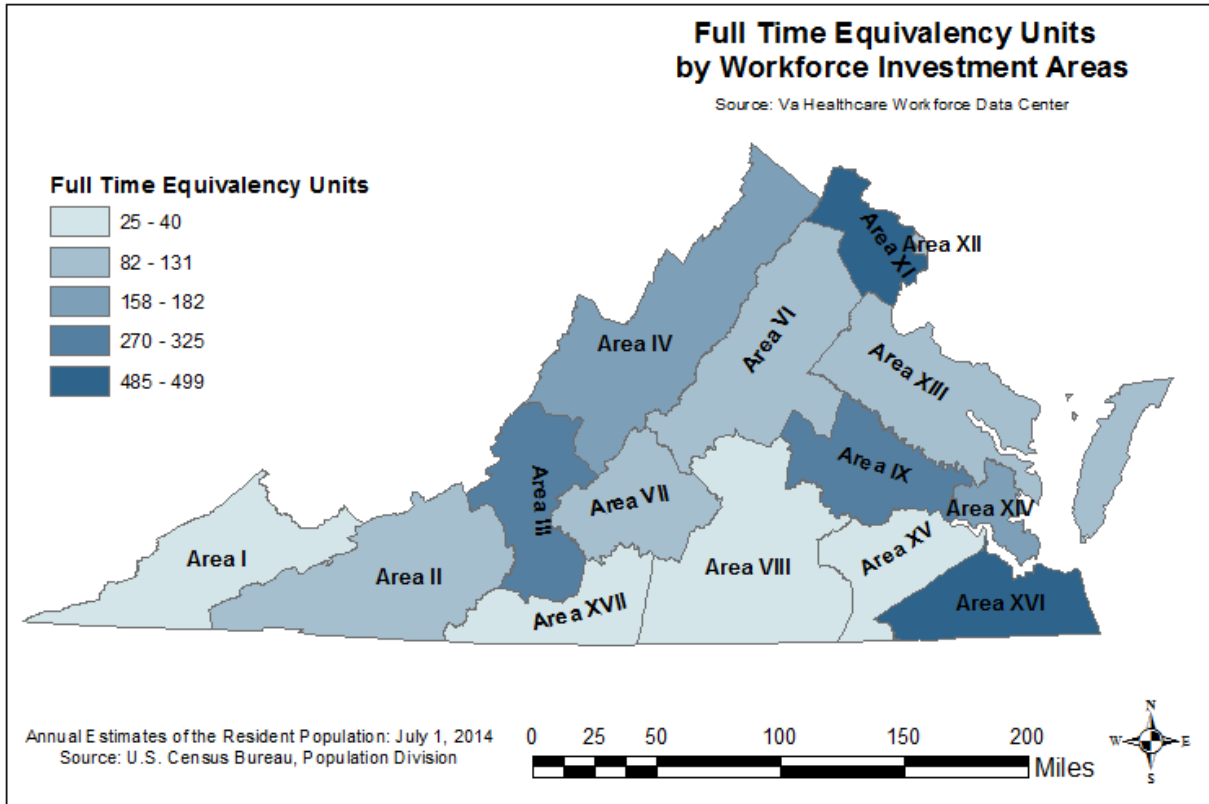 Full Time Equivalency Units
by Workforce Investment Areas
Source: Va Healthcare Workforce Data Center
Full Time Equivalency Units
25 - 40
82 - 131
158 - 182
270 - 325
485 - 499
Area XI
Area XII
Area VI
Area IV
Area XIII
Area IX
Area III
Area VII
Area XIV
Area I
Area II
Area VIII
Area XV
Area XVII
Area XVI
Annual Estimates of the Resident Population: July 1, 2014
Source: U.S. Census Bureau, Population Division
0 25 50 100 150 200
Miles
N
W E
S